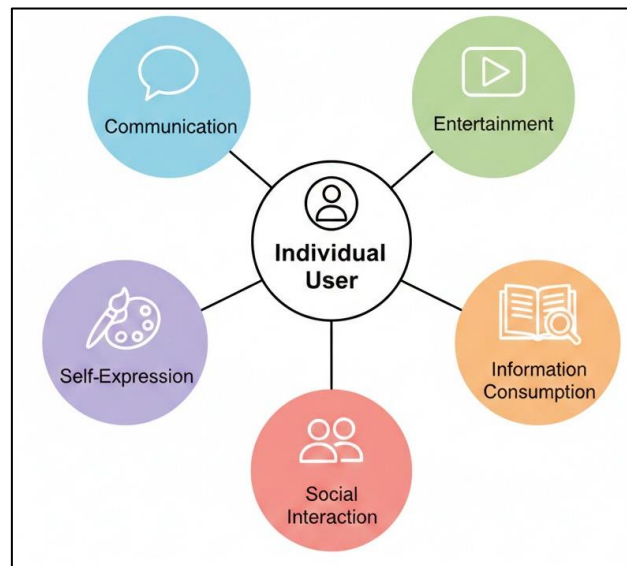 Communication
Entertainment
Individual
User
Self-Expression
Information
Consumption
Social
Interaction